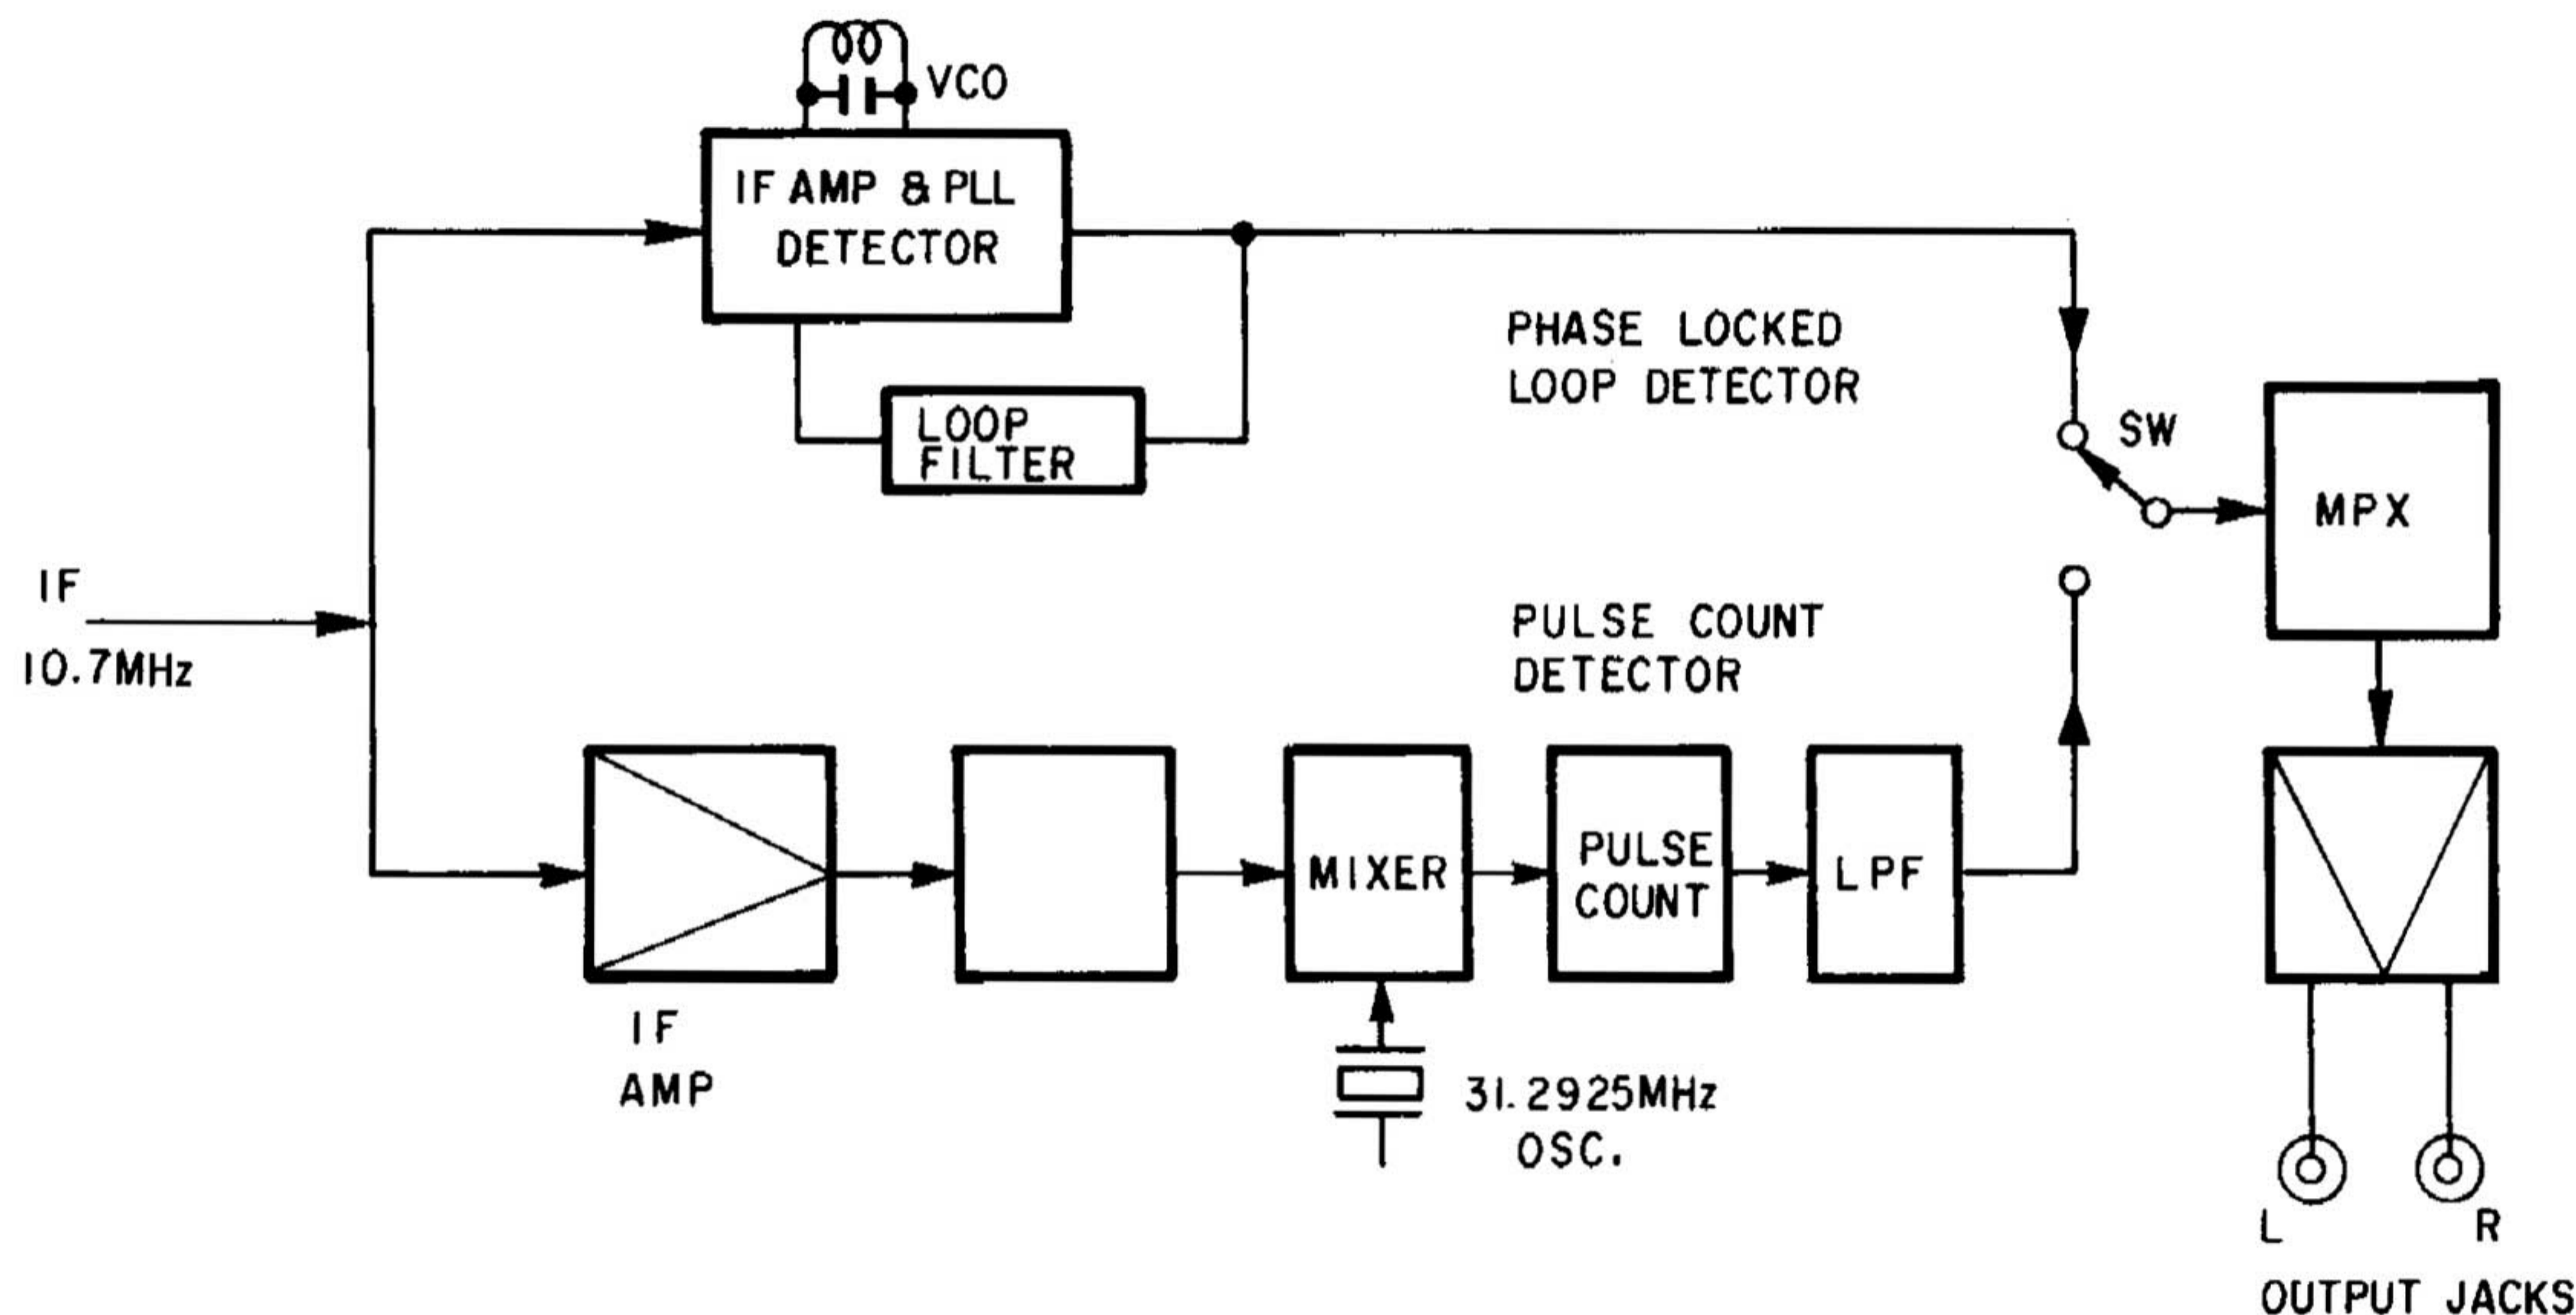 VCO
IF AMP & PLL
DETECTOR
LOOP
FILTER
PHASE LOCKED
LOOP DETECTOR
SW
MPX
IF
10.7MHz
PULSE COUNT
DETECTOR
IF
AMP
MIXER
PULSE
COUNT
LPF
31.2925MHz
OSC.
L
R
OUTPUT JACKS